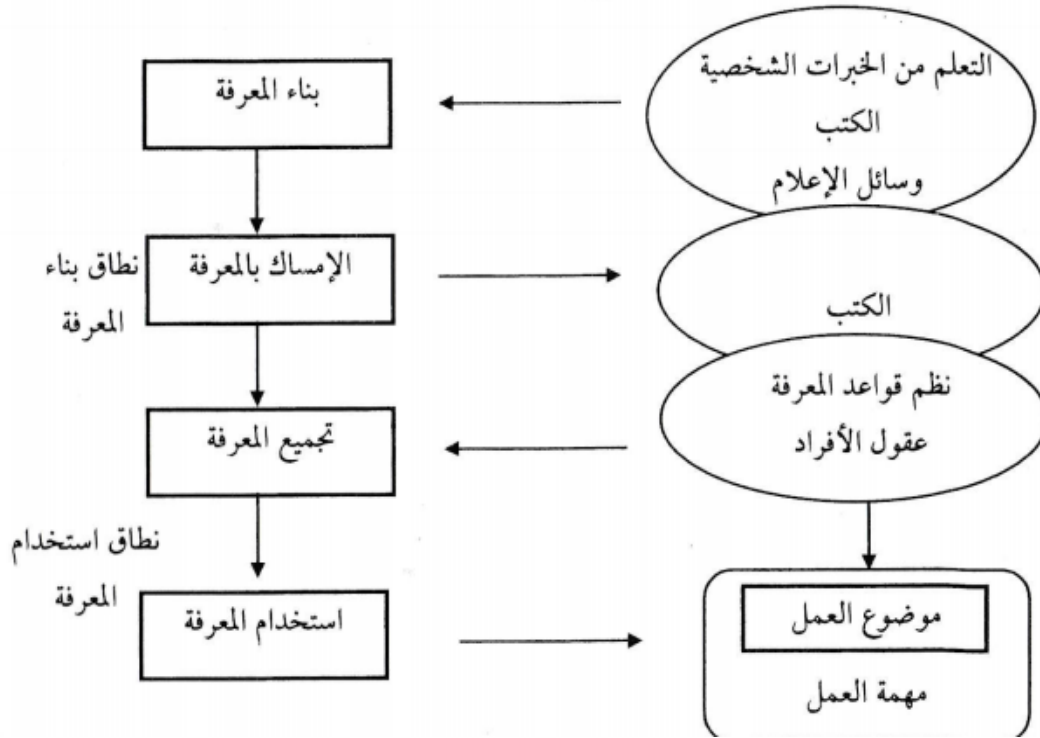 التعلم من الخبرات الشخصية
الكتب
وسائل الإعلام
بناء المعرفة
الكتب
الإمساك بالمعرفة
نطاق بناء
المعرفة
نظم قواعد المعرفة
عقول الأفراد
تجميع المعرفة
نطاق استخدام
المعرفة
موضوع العمل
مهمة العمل
استخدام المعرفة